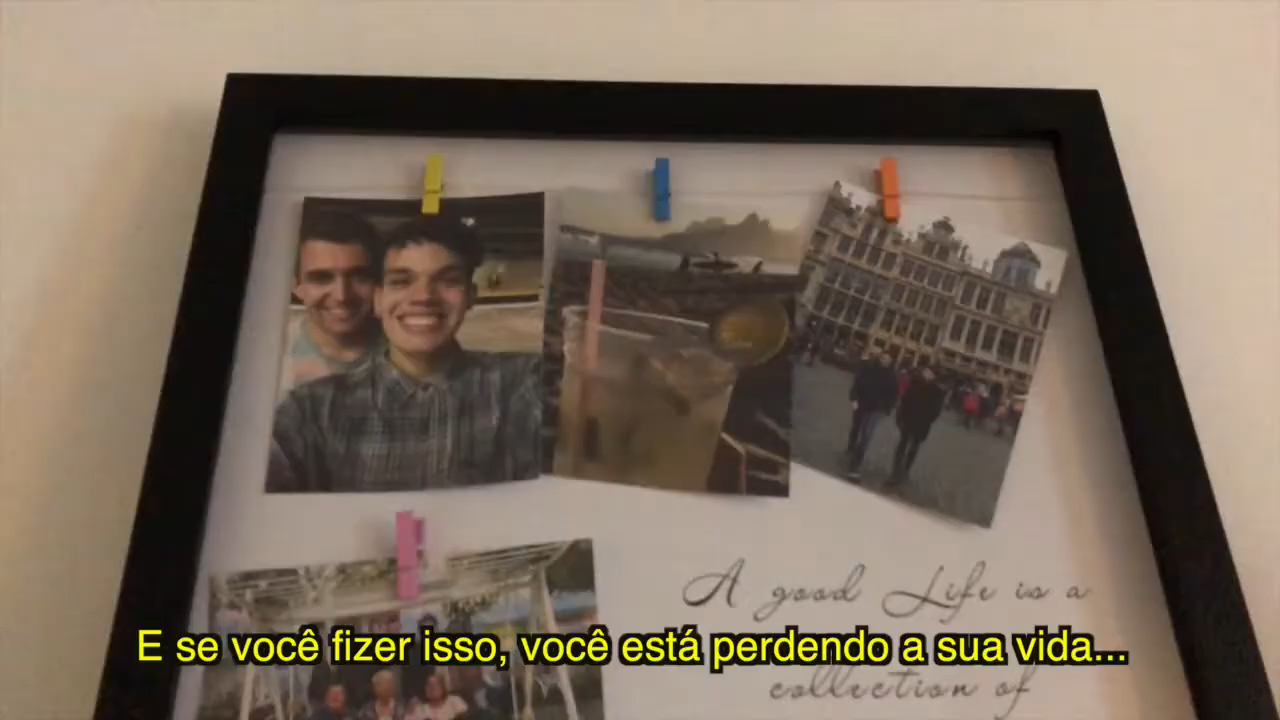 A good Life is a
collection of
E se você fizer isso, você está perdendo a sua vida...